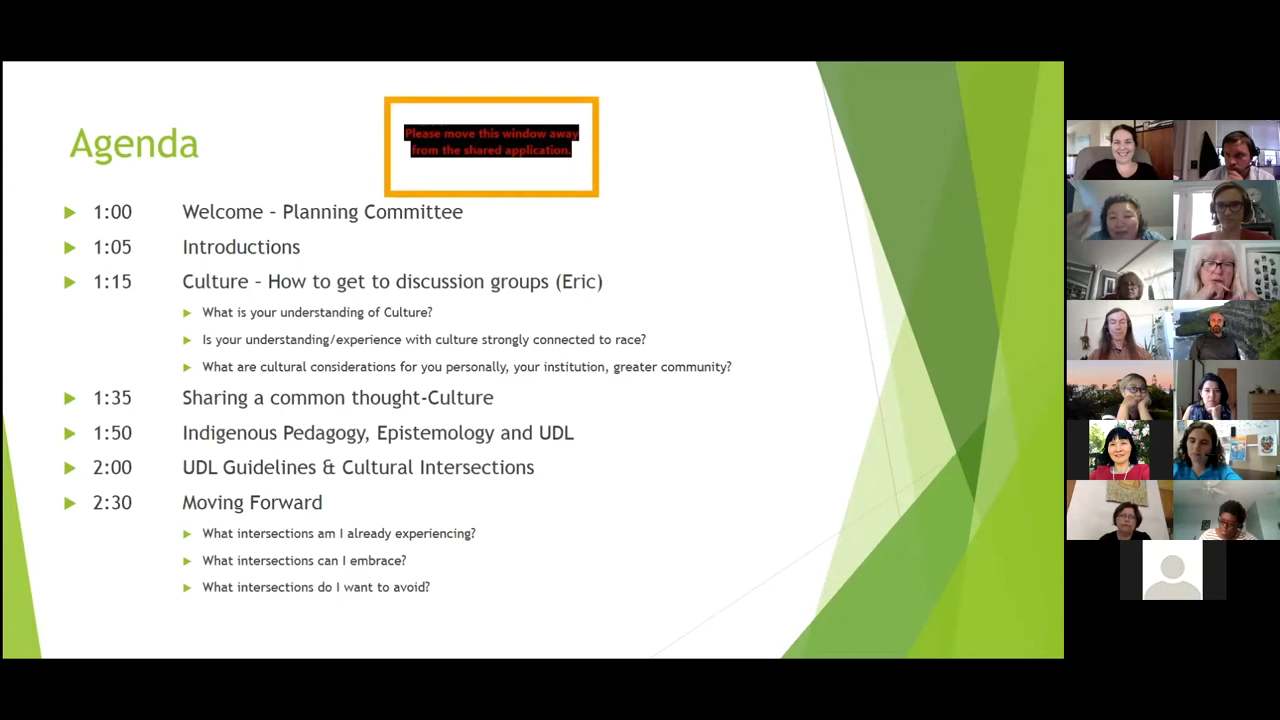 Agenda
Please move this window away
from the shared application.
1:00 Welcome – Planning Committee
1:05 Introductions
1:15 Culture – How to get to discussion groups (Eric)
What is your understanding of Culture?
Is your understanding/experience with culture strongly connected to race?
What are cultural considerations for you personally, your institution, greater community?
1:35 Sharing a common thought-Culture
1:50 Indigenous Pedagogy, Epistemology and UDL
2:00 UDL Guidelines & Cultural Intersections
2:30 Moving Forward
What intersections am I already experiencing?
What intersections can I embrace?
What intersections do I want to avoid?